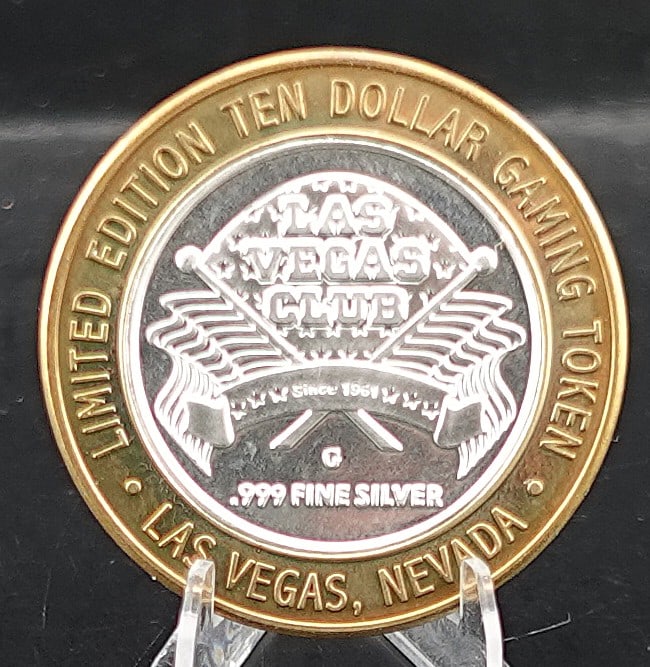 LIMITED EDITION TEN DOLLAR GAMING TOKEN
LAS
VEGAS
CLUB
Since 1961
G
.999 FINE SILVER
• LAS VEGAS, NEVADA •